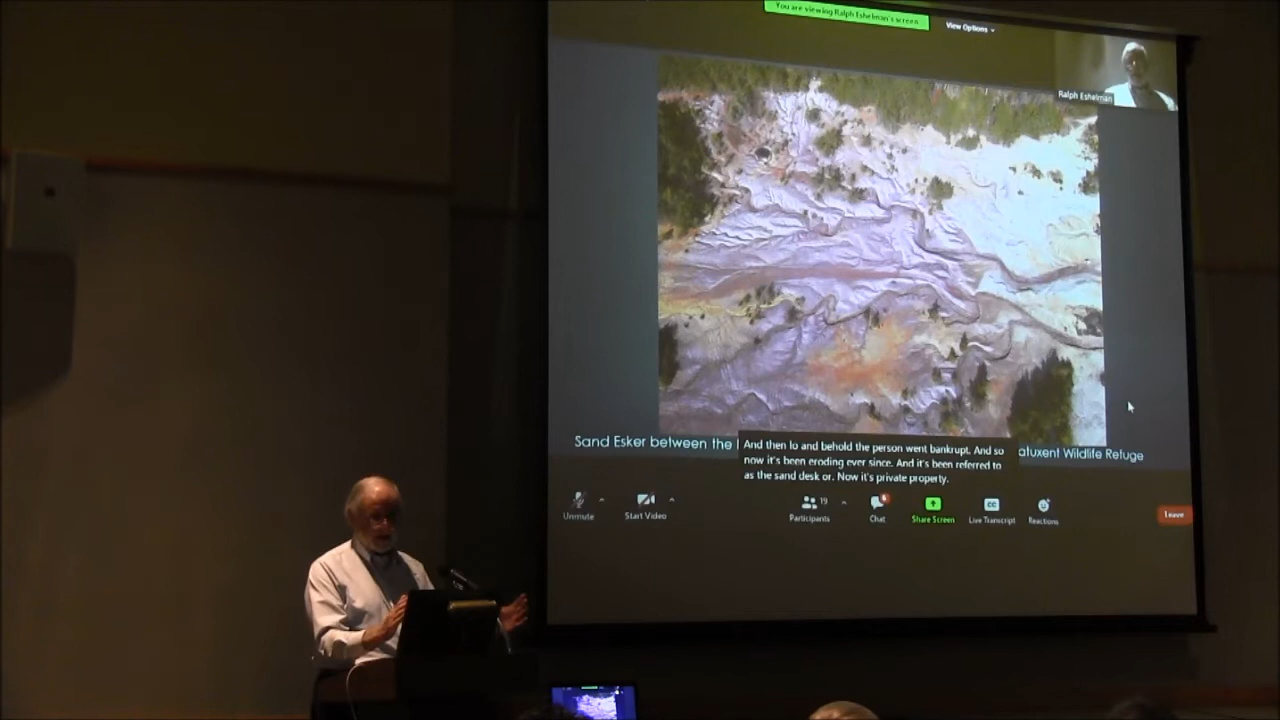 You are viewing Ralph Eshelman's screen
View Options
Ralph Eshelman
Sand Esker between the
atuxent Wildlife Refuge
And then lo and behold the person went bankrupt. And so
now it's been eroding ever since. And it's been referred to
as the sand desk or. Now it's private property.
Unmute
Start Video
19
Participants
Chat
Share Screen
CC
Live Transcript
Reactions
Leave